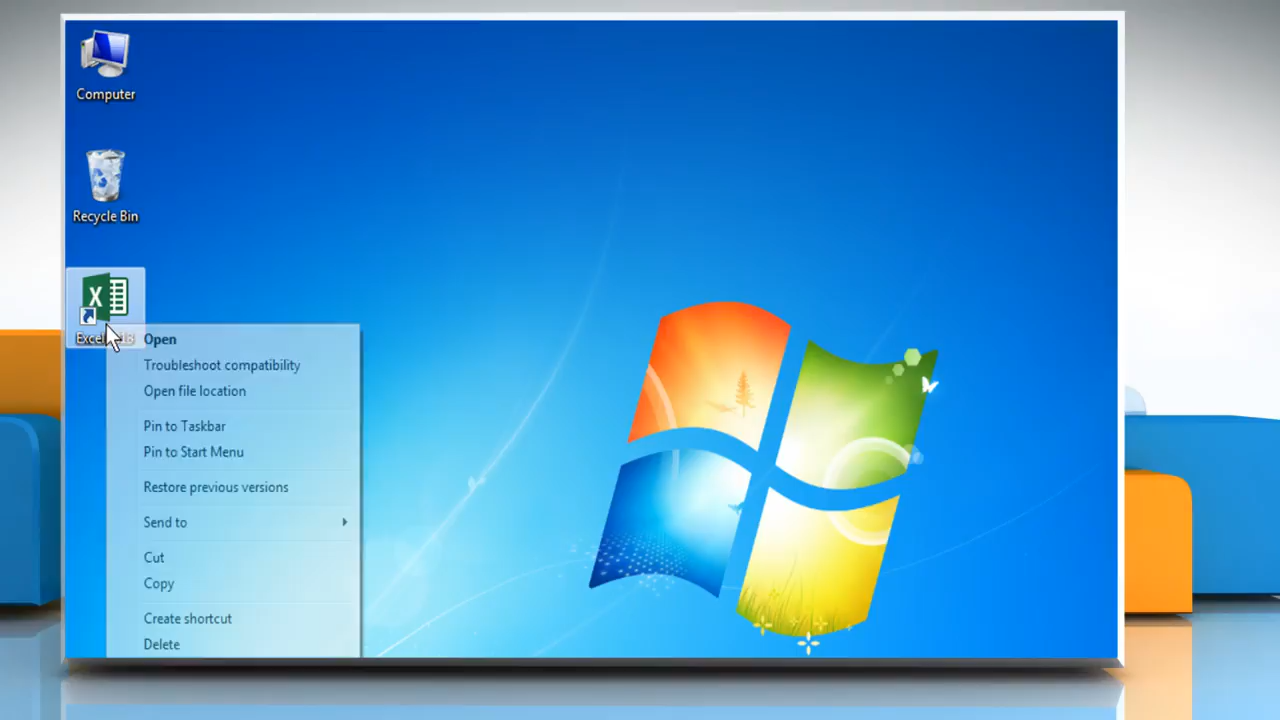 Computer
Recycle Bin
Open
Troubleshoot compatibility
Open file location
Pin to Taskbar
Pin to Start Menu
Restore previous versions
Send to
Cut
Copy
Create shortcut
Delete